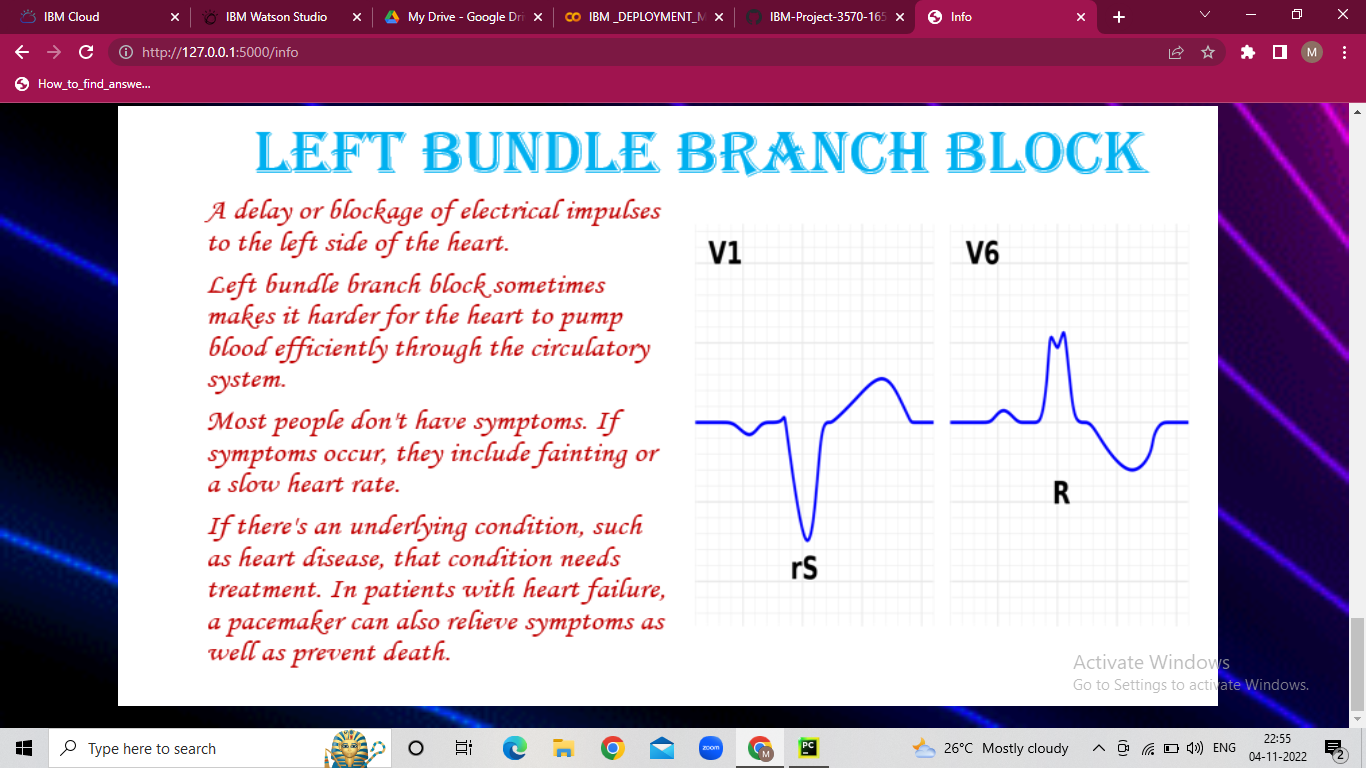 IBM Cloud
IBM Watson Studio
My Drive - Google Dri
IBM _DEPLOYMENT_M
IBM-Project-3570-165
Info
http://127.0.0.1:5000/info
M
How_to_find_answe...
LEFT BUNDLE BRANCH BLOCK
A delay or blockage of electrical impulses
to the left side of the heart.
Left bundle branch block sometimes
makes it harder for the heart to pump
blood efficiently through the circulatory
system.
Most people don't have symptoms. If
symptoms occur, they include fainting or
a slow heart rate.
If there's an underlying condition, such
as heart disease, that condition needs
treatment. In patients with heart failure,
a pacemaker can also relieve symptoms as
well as prevent death.
V1
rS
V6
R
Activate Windows
Go to Settings to activate Windows.
Type here to search
zoom
M
PC
26°C Mostly cloudy
ENG
22:55
04-11-2022
2